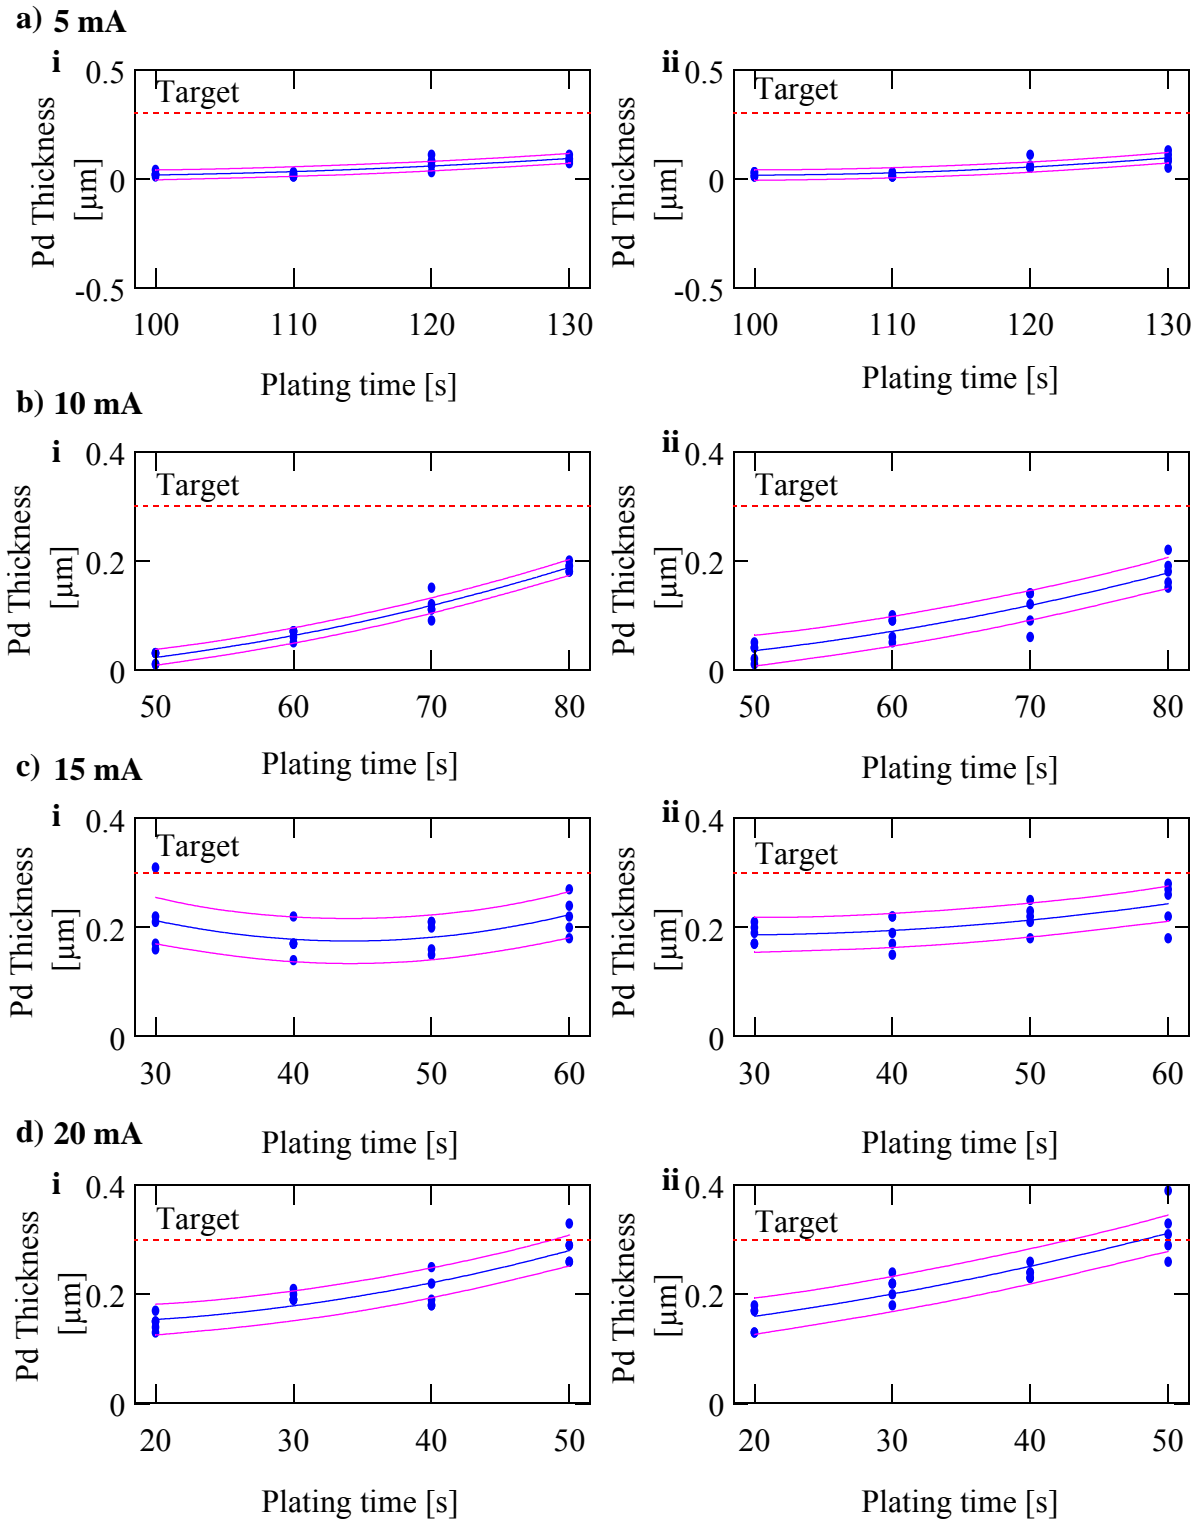 a) 5 mA
i
ii
0.5
0
-0.5
Target
Pd Thickness
[μm]
100 110 120 130
Plating time [s]
0.5
0
-0.5
Target
Pd Thickness
[μm]
100 110 120 130
Plating time [s]
b) 10 mA
i
ii
0.4
0.2
0
Target
Pd Thickness
[μm]
50 60 70 80
Plating time [s]
0.4
0.2
0
Target
Pd Thickness
[μm]
50 60 70 80
Plating time [s]
c) 15 mA
i
ii
0.4
0.2
0
Target
Pd Thickness
[μm]
30 40 50 60
Plating time [s]
0.4
0.2
0
Target
Pd Thickness
[μm]
30 40 50 60
Plating time [s]
d) 20 mA
i
ii
0.4
0.2
0
Target
Pd Thickness
[μm]
20 30 40 50
Plating time [s]
0.4
0.2
0
Target
Pd Thickness
[μm]
20 30 40 50
Plating time [s]